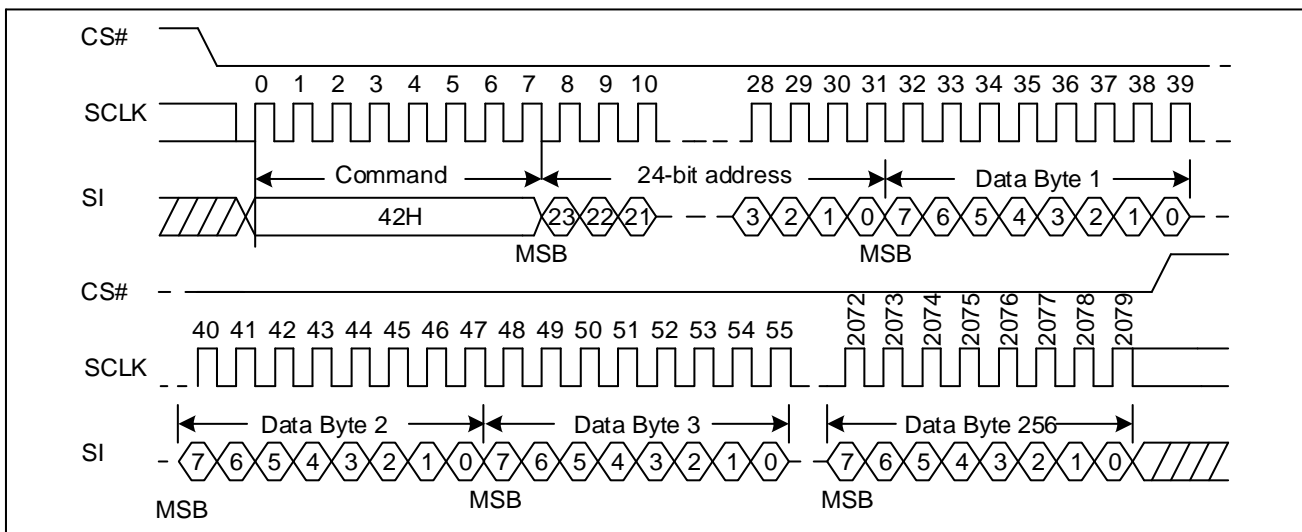 CS#
0 1 2 3 4 5 6 7 8 9 10 28 29 30 31 32 33 34 35 36 37 38 39
SCLK
Command 24-bit address Data Byte 1
SI
42H 23 22 21 3 2 1 0 7 6 5 4 3 2 1 0
MSB MSB
CS#
40 41 42 43 44 45 46 47 48 49 50 51 52 53 54 55 2072 2073 2074 2075 2076 2077 2078 2079
SCLK
Data Byte 2 Data Byte 3 Data Byte 256
SI
7 6 5 4 3 2 1 0 7 6 5 4 3 2 1 0 7 6 5 4 3 2 1 0
MSB MSB MSB